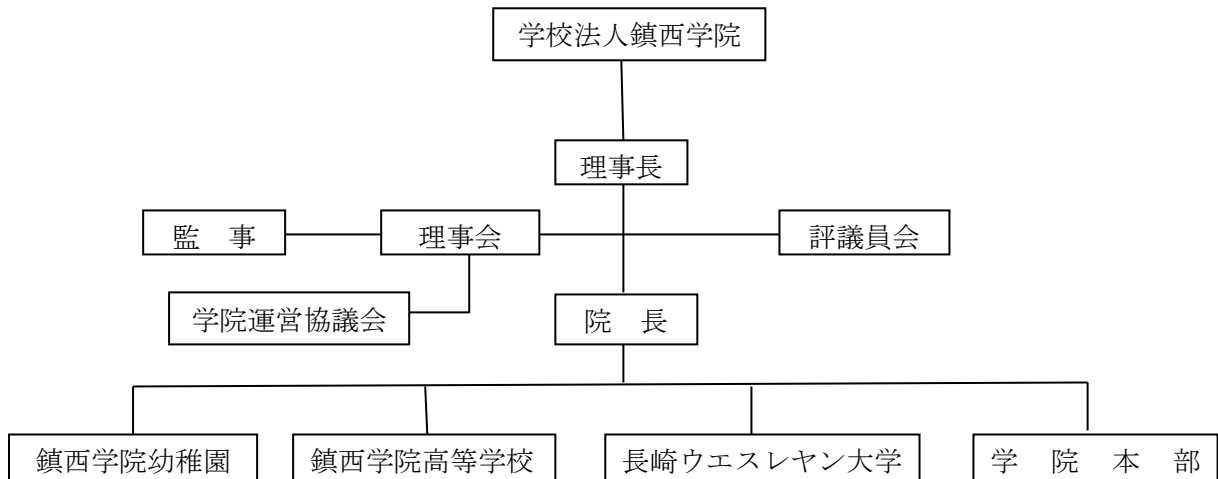 学校法人鎮西学院
理事長
監　事
理事会
評議員会
学院運営協議会
院　長
鎮西学院幼稚園
鎮西学院高等学校
長崎ウエスレヤン大学
学　院　本　部